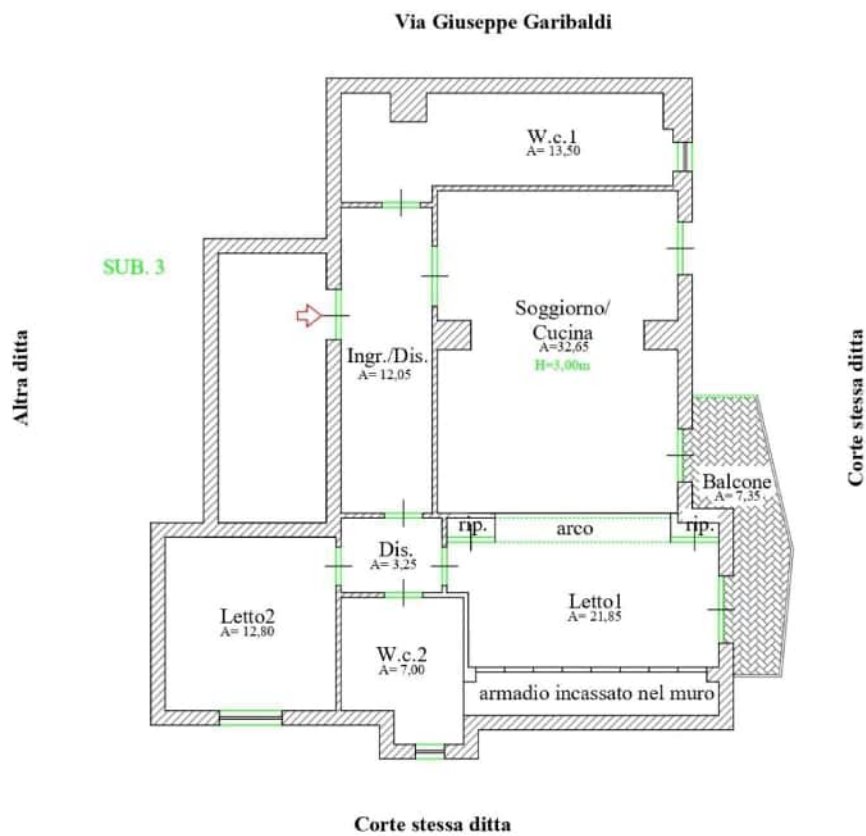 Via Giuseppe Garibaldi
W.c.1
A= 13,50
SUB. 3
Altra ditta
Soggiorno/
Cucina
A=32,65
H=3,00m
Ingr./Dis.
A= 12,05
Corte stessa ditta
Balcone
A= 7,35
rip.
arco
rip.
Dis.
A= 3,25
Letto2
A= 12,80
Letto1
A= 21,85
W.c.2
A= 7,00
armadio incassato nel muro
Corte stessa ditta